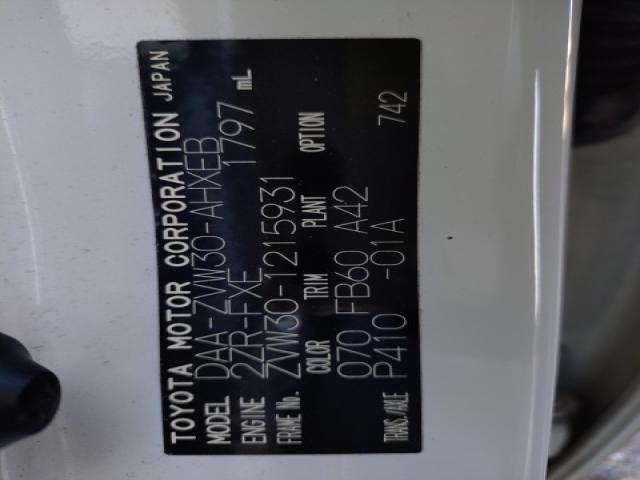 TOYOTA MOTOR CORPORATION JAPAN
MODEL DAA-ZVW30-AHXEB
ENGINE 2ZR-FXE 1797 mL
FRAME No. ZVW30-1215931
COLOR TRIM PLANT OPTION
070 FB60 A42
TRANS./AXLE P410 -01A 742